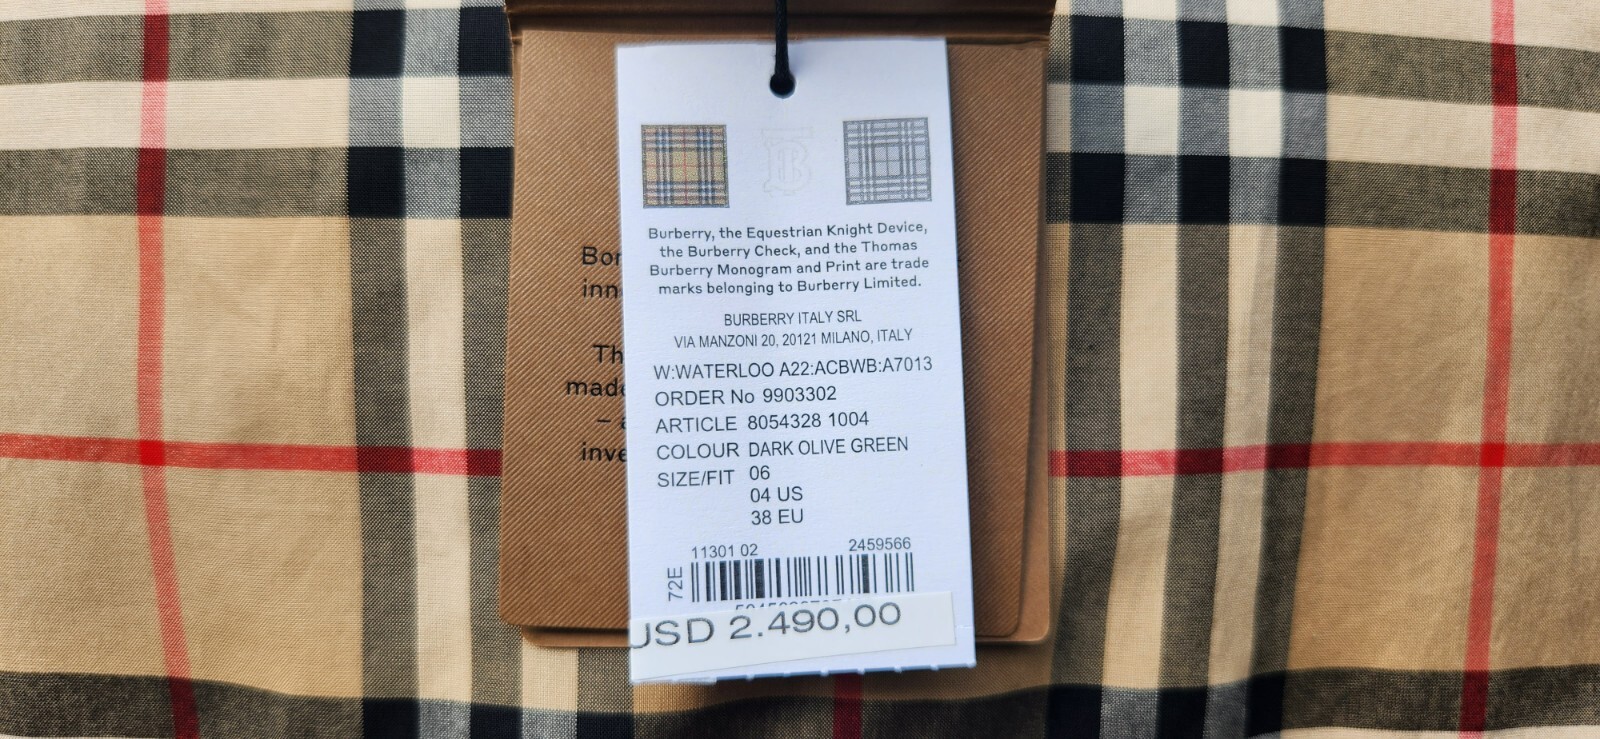 Burberry, the Equestrian Knight Device,
the Burberry Check, and the Thomas
Burberry Monogram and Print are trade
marks belonging to Burberry Limited.
BURBERRY ITALY SRL
VIA MANZONI 20, 20121 MILANO, ITALY
W:WATERLOO A22:ACBWB:A7013
ORDER No 9903302
ARTICLE 8054328 1004
COLOUR DARK OLIVE GREEN
SIZE/FIT 06
04 US
38 EU
11301 02 2459566
72E
USD 2.490,00
made